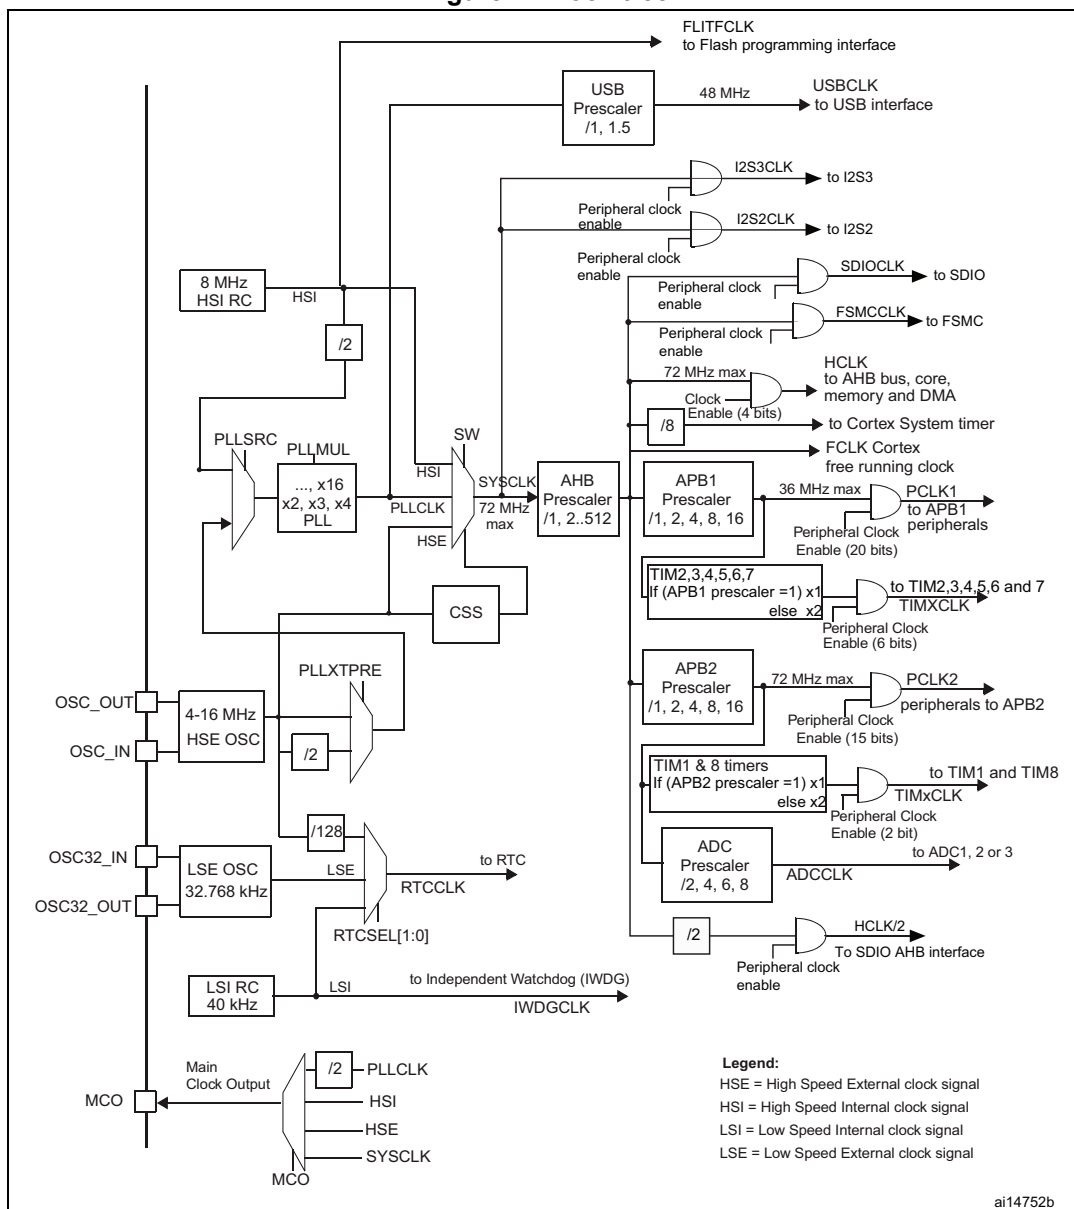 FLITFCLK
to Flash programming interface
USB
Prescaler
/1, 1.5
48 MHz
USBCLK
to USB interface
I2S3CLK
to I2S3
Peripheral clock
enable
I2S2CLK
to I2S2
Peripheral clock
enable
8 MHz
HSI RC
HSI
SDIOCLK
to SDIO
Peripheral clock
enable
FSMCCLK
to FSMC
Peripheral clock
enable
/2
HCLK
to AHB bus, core,
memory and DMA
72 MHz max
Clock
Enable (4 bits)
/8
to Cortex System timer
FCLK Cortex
free running clock
PLLSRC
PLLMUL
..., x16
x2, x3, x4
PLL
SW
HSI
PLLCLK
HSE
SYSCLK
72 MHz
max
AHB
Prescaler
/1, 2..512
APB1
Prescaler
/1, 2, 4, 8, 16
36 MHz max
PCLK1
to APB1
peripherals
Peripheral Clock
Enable (20 bits)
TIM2,3,4,5,6,7
If (APB1 prescaler =1) x1
else x2
to TIM2,3,4,5,6 and 7
TIMXCLK
Peripheral Clock
Enable (6 bits)
CSS
PLLXTPRE
OSC_OUT
OSC_IN
4-16 MHz
HSE OSC
/2
APB2
Prescaler
/1, 2, 4, 8, 16
72 MHz max
PCLK2
peripherals to APB2
Peripheral Clock
Enable (15 bits)
TIM1 & 8 timers
If (APB2 prescaler =1) x1
else x2
to TIM1 and TIM8
TIMxCLK
Peripheral Clock
Enable (2 bit)
/128
OSC32_IN
OSC32_OUT
LSE OSC
32.768 kHz
LSE
to RTC
RTCCLK
RTCSEL[1:0]
ADC
Prescaler
/2, 4, 6, 8
to ADC1, 2 or 3
ADCCLK
/2
HCLK/2
To SDIO AHB interface
Peripheral clock
enable
LSI RC
40 kHz
LSI
to Independent Watchdog (IWDG)
IWDGCLK
Main
Clock Output
MCO
/2
PLLCLK
HSI
HSE
SYSCLK
MCO
Legend:
HSE = High Speed External clock signal
HSI = High Speed Internal clock signal
LSI = Low Speed Internal clock signal
LSE = Low Speed External clock signal
ai14752b